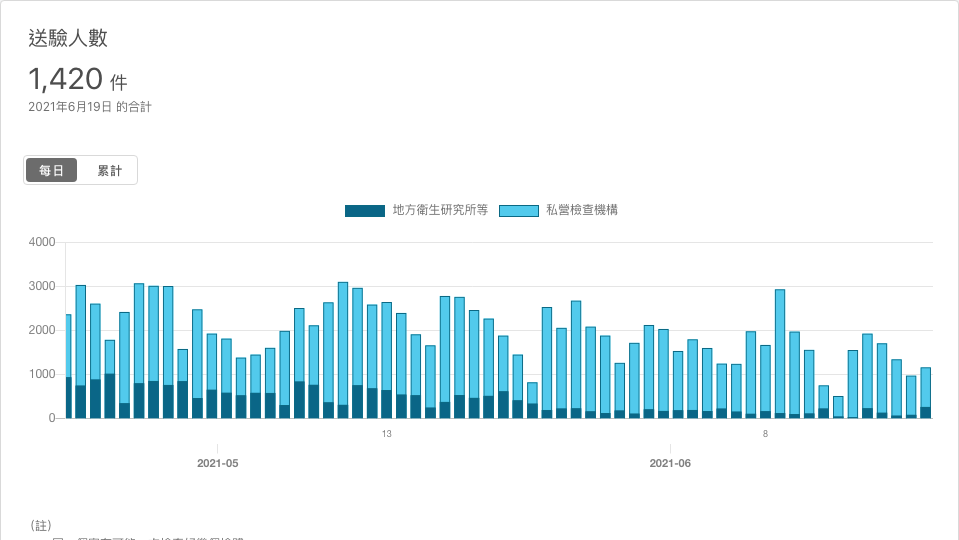 送驗人數
1,420 件
2021年6月19日 的合計
每日 累計
地方衛生研究所等 私營檢查機構
4000
3000
2000
1000
0
13 8
2021-05 2021-06
(註)